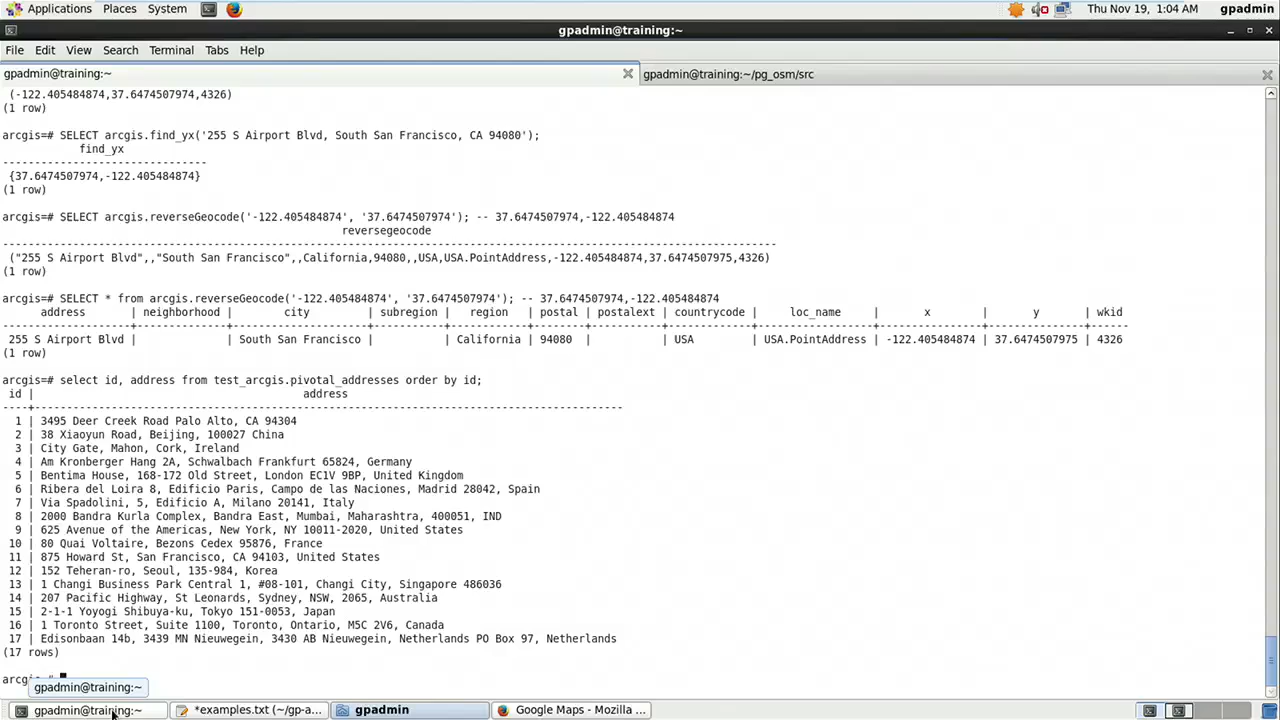 Applications Places System Thu Nov 19, 1:04 AM gpadmin
gpadmin@training:~
File Edit View Search Terminal Tabs Help
gpadmin@training:~ gpadmin@training:~/pg_osm/src
(-122.405484874,37.6474507974,4326)
(1 row)
arcgis=# SELECT arcgis.find_yx('255 S Airport Blvd, South San Francisco, CA 94080');
find_yx
-------------------------------
{37.6474507974,-122.405484874}
(1 row)
arcgis=# SELECT arcgis.reverseGeocode('-122.405484874', '37.6474507974'); -- 37.6474507974,-122.405484874
reversegeocode
------------------------------------------------------------------------------------------------------------------------
("255 S Airport Blvd",,"South San Francisco",,California,94080,,USA,USA.PointAddress,-122.405484874,37.6474507975,4326)
(1 row)
arcgis=# SELECT * from arcgis.reverseGeocode('-122.405484874', '37.6474507974'); -- 37.6474507974,-122.405484874
address | neighborhood | city | subregion | region | postal | postalext | countrycode | loc_name | x | y | wkid
--------------------+--------------+---------------------+-----------+------------+--------+-----------+-------------+------------------+----------------+---------------+------
255 S Airport Blvd | | South San Francisco | | California | 94080 | | USA | USA.PointAddress | -122.405484874 | 37.6474507975 | 4326
(1 row)
arcgis=# select id, address from test_arcgis.pivotal_addresses order by id;
id | address
----+--------------------------------------------------------------------------------------------
1 | 3495 Deer Creek Road Palo Alto, CA 94304
2 | 38 Xiaoyun Road, Beijing, 100027 China
3 | City Gate, Mahon, Cork, Ireland
4 | Am Kronberger Hang 2A, Schwalbach Frankfurt 65824, Germany
5 | Bentima House, 168-172 Old Street, London EC1V 9BP, United Kingdom
6 | Ribera del Loira 8, Edificio Paris, Campo de las Naciones, Madrid 28042, Spain
7 | Via Spadolini, 5, Edificio A, Milano 20141, Italy
8 | 2000 Bandra Kurla Complex, Bandra East, Mumbai, Maharashtra, 400051, IND
9 | 625 Avenue of the Americas, New York, NY 10011-2020, United States
10 | 80 Quai Voltaire, Bezons Cedex 95876, France
11 | 875 Howard St, San Francisco, CA 94103, United States
12 | 152 Teheran-ro, Seoul, 135-984, Korea
13 | 1 Changi Business Park Central 1, #08-101, Changi City, Singapore 486036
14 | 207 Pacific Highway, St Leonards, Sydney, NSW, 2065, Australia
15 | 2-1-1 Yoyogi Shibuya-ku, Tokyo 151-0053, Japan
16 | 1 Toronto Street, Suite 1100, Toronto, Ontario, M5C 2V6, Canada
17 | Edisonbaan 14b, 3439 MN Nieuwegein, 3430 AB Nieuwegein, Netherlands PO Box 97, Netherlands
(17 rows)
gpadmin@training:~
gpadmin@training:~ *examples.txt (~/gp-a... gpadmin Google Maps - Mozilla ...